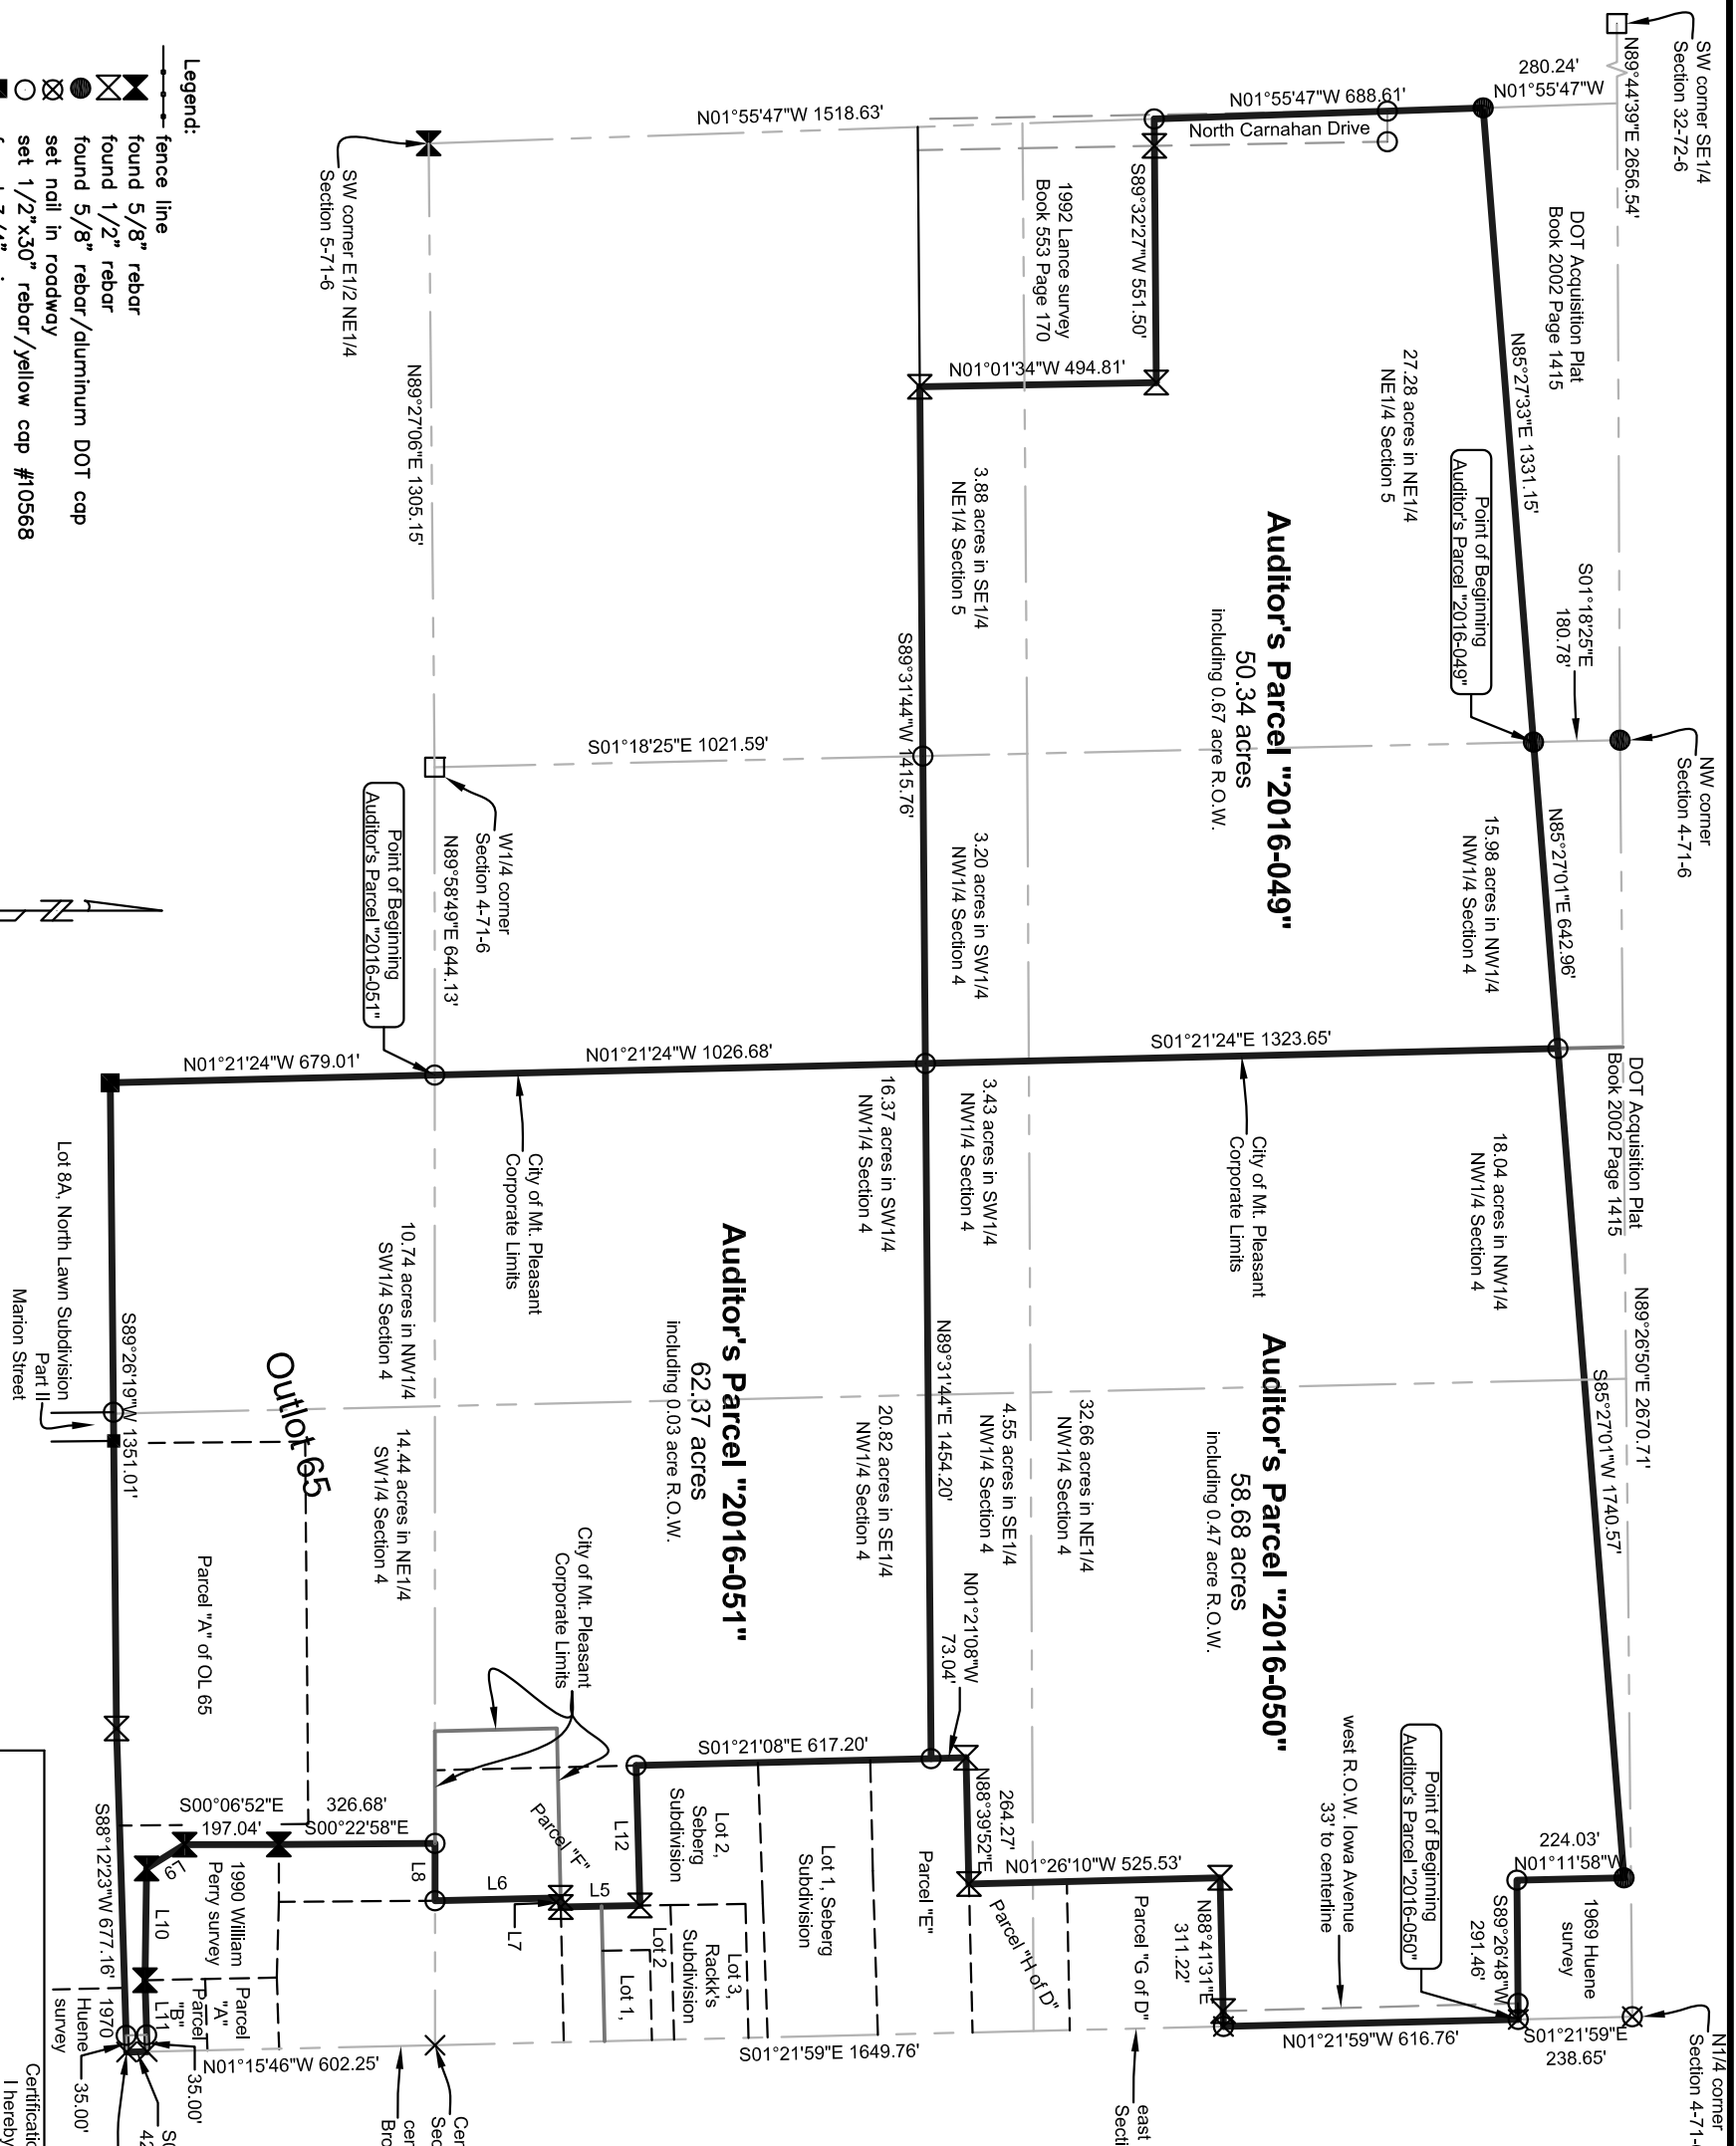 SW corner SE1/4
Section 32-72-6
N89°44'39"E 2656.54'
280.24'
N01°55'47"W
DOT Acquisition Plat
Book 2002 Page 1415
S01°18'25"E
180.78'
NW corner
Section 4-71-6
DOT Acquisition Plat
Book 2002 Page 1415
N89°26'50"E 2670.71'
N1/4 corner
Section 4-71-
N01°55'47"W 1518.63'
N01°55'47"W 688.61'
North Carnahan Drive
N85°27'33"E 1331.15'
N85°27'01"E 642.96'
S85°27'01"W 1740.57'
224.03'
N01°11'58"W
1969 Huene
survey
S89°26'48"W
291.46'
S01°21'59"E
238.65'
Point of Beginning
Auditor's Parcel "2016-049"
Point of Beginning
Auditor's Parcel "2016-050"
27.28 acres in NE1/4
NE1/4 Section 5
15.98 acres in NW1/4
NW1/4 Section 4
18.04 acres in NW1/4
NW1/4 Section 4
Auditor's Parcel "2016-049"
50.34 acres
including 0.67 acre R.O.W.
Auditor's Parcel "2016-050"
58.68 acres
including 0.47 acre R.O.W.
west R.O.W. Iowa Avenue
33' to centerline
N01°21'59"W 616.76'
S89°32'27"W 551.50'
1992 Lance survey
Book 553 Page 170
N01°01'34"W 494.81'
S01°21'24"E 1323.65'
City of Mt. Pleasant
Corporate Limits
32.66 acres in NE1/4
NW1/4 Section 4
N88°41'31"E
311.22'
Parcel "G of D"
N01°26'10"W 525.53'
Parcel "H of D"
east
Secti
3.88 acres in SE1/4
NE1/4 Section 5
3.20 acres in SW1/4
NW1/4 Section 4
3.43 acres in SW1/4
NW1/4 Section 4
4.55 acres in SE1/4
NW1/4 Section 4
N01°21'08"W
73.04'
264.27'
N88°39'52"E
S89°31'44"W 1415.76'
N89°31'44"E 1454.20'
Parcel "E"
S01°18'25"E 1021.59'
N01°21'24"W 1026.68'
16.37 acres in SW1/4
NW1/4 Section 4
20.82 acres in SE1/4
NW1/4 Section 4
S01°21'08"E 617.20'
Lot 1, Seberg
Subdivision
S01°21'59"E 1649.76'
Auditor's Parcel "2016-051"
62.37 acres
including 0.03 acre R.O.W.
Lot 2,
Seberg
Subdivision
Lot 3,
Rackk's
Subdivision
Lot 2
Lot 1,
L12
L5
City of Mt. Pleasant
Corporate Limits
City of Mt. Pleasant
Corporate Limits
Parcel "F"
L6
L7
L8
W1/4 corner
Section 4-71-6
N89°27'06"E 1305.15'
N89°58'49"E 644.13'
SW corner E1/2 NE1/4
Section 5-71-6
Point of Beginning
Auditor's Parcel "2016-051"
10.74 acres in NW1/4
SW1/4 Section 4
14.44 acres in NE1/4
SW1/4 Section 4
Cen
Sec
cen
Bro
N01°21'24"W 679.01'
Outlot 65
Parcel "A" of OL 65
326.68'
S00°22'58"E
S00°06'52"E
197.04'
L9
L10
L11
1990 William
Perry survey
Parcel
"A"
Parcel
"B"
N01°15'46"W 602.25'
35.00'
35.00'
42
1970
Huene
survey
S89°26'19"W 1351.01'
S88°12'23"W 677.16'
Lot 8A, North Lawn Subdivision
Part II
Marion Street
Certificatio
I hereby
Legend:
fence line
found 5/8" rebar
found 1/2" rebar
found 5/8" rebar/aluminum DOT cap
set nail in roadway
set 1/2"x30" rebar/yellow cap #10568